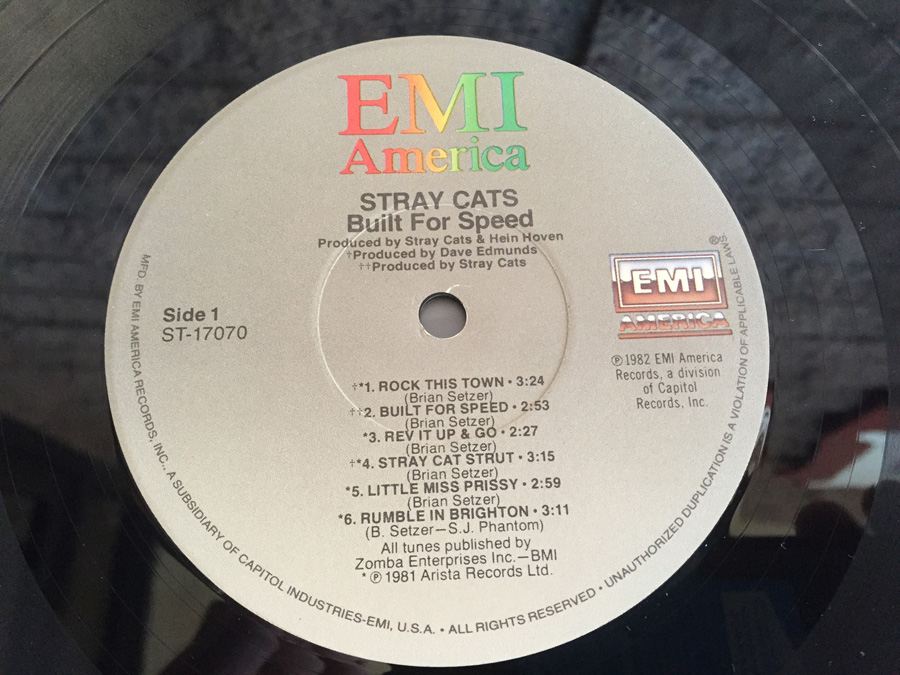 EMI
America
STRAY CATS
Built For Speed
Produced by Stray Cats & Hein Hoven
†Produced by Dave Edmunds
††Produced by Stray Cats
Side 1
ST-17070
®
EMI
AMERICA
℗ 1982 EMI America
Records, a division
of Capitol
Records, Inc.
†*1. ROCK THIS TOWN • 3:24
(Brian Setzer)
††2. BUILT FOR SPEED • 2:53
(Brian Setzer)
*3. REV IT UP & GO • 2:27
(Brian Setzer)
†*4. STRAY CAT STRUT • 3:15
(Brian Setzer)
*5. LITTLE MISS PRISSY • 2:59
(Brian Setzer)
*6. RUMBLE IN BRIGHTON • 3:11
(B. Setzer—S.J. Phantom)
All tunes published by
Zomba Enterprises Inc.—BMI
* ℗ 1981 Arista Records Ltd.
MFD. BY EMI AMERICA RECORDS, INC., A SUBSIDIARY OF CAPITOL INDUSTRIES-EMI, U.S.A. • ALL RIGHTS RESERVED • UNAUTHORIZED DUPLICATION IS A VIOLATION OF APPLICABLE LAWS.